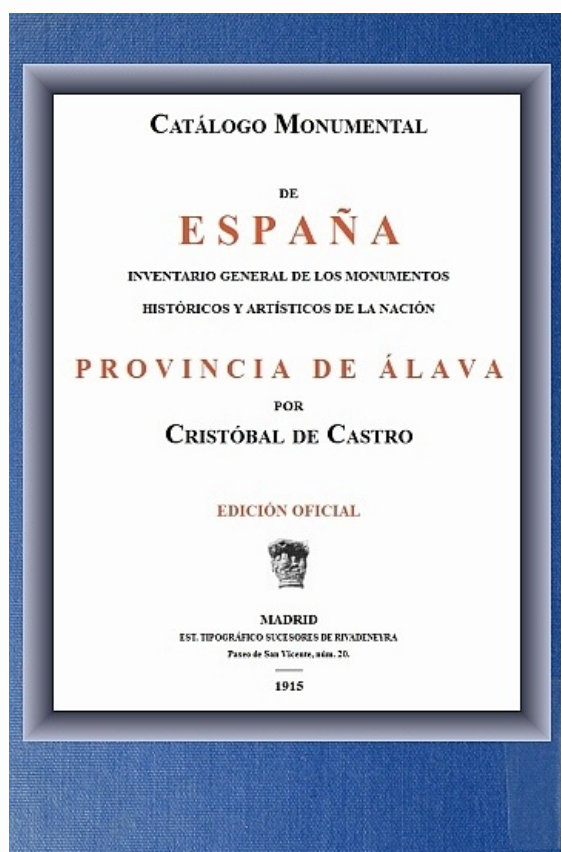 CATÁLOGO MONUMENTAL
DE
ESPAÑA
INVENTARIO GENERAL DE LOS MONUMENTOS
HISTÓRICOS Y ARTÍSTICOS DE LA NACIÓN
PROVINCIA DE ÁLAVA
POR
CRISTÓBAL DE CASTRO
EDICIÓN OFICIAL
MADRID
EST. TIPOGRÁFICO SUCESORES DE RIVADENEYRA
Paseo de San Vicente, núm. 20.
1915